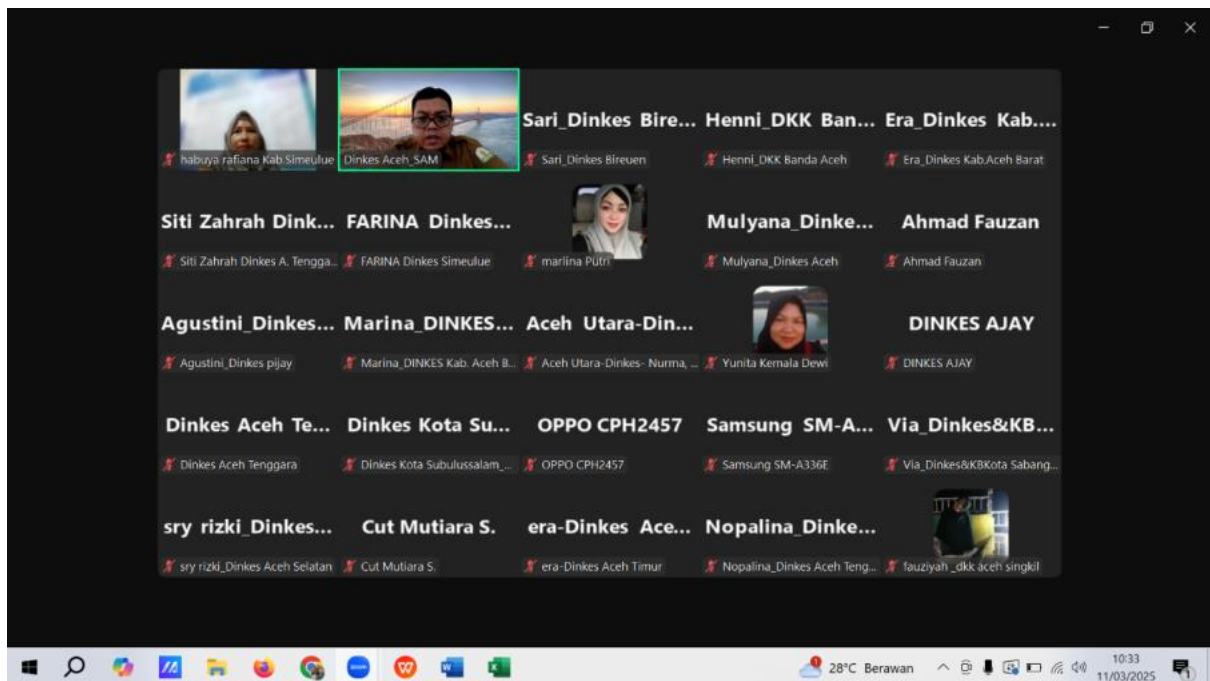 habuya rafiana Kab Simeulue
Dinkes Aceh_SAM
Sari_Dinkes Bire...
Sari_Dinkes Bireuen
Henni_DKK Ban...
Henni_DKK Banda Aceh
Era_Dinkes Kab....
Era_Dinkes Kab.Aceh Barat
Siti Zahrah Dink...
Siti Zahrah Dinkes A. Tengga...
FARINA Dinkes...
FARINA Dinkes Simeulue
marlina Putri
Mulyana_Dinke...
Mulyana_Dinkes Aceh
Ahmad Fauzan
Ahmad Fauzan
Agustini_Dinkes...
Agustini_Dinkes pijay
Marina_DINKES...
Marina_DINKES Kab. Aceh B...
Aceh Utara-Din...
Aceh Utara-Dinkes- Nurma, ...
Yunita Kemala Dewi
DINKES AJAY
DINKES AJAY
Dinkes Aceh Te...
Dinkes Aceh Tenggara
Dinkes Kota Su...
Dinkes Kota Subulussalam_...
OPPO CPH2457
OPPO CPH2457
Samsung SM-A...
Samsung SM-A336E
Via_Dinkes&KB...
Via_Dinkes&KBKota Sabang...
sry rizki_Dinkes...
sry rizki_Dinkes Aceh Selatan
Cut Mutiara S.
Cut Mutiara S.
era-Dinkes Ace...
era-Dinkes Aceh Timur
Nopalina_Dinke...
Nopalina_Dinkes Aceh Teng...
fauziyah _dkk aceh singkil
28°C Berawan
10:33
11/03/2025